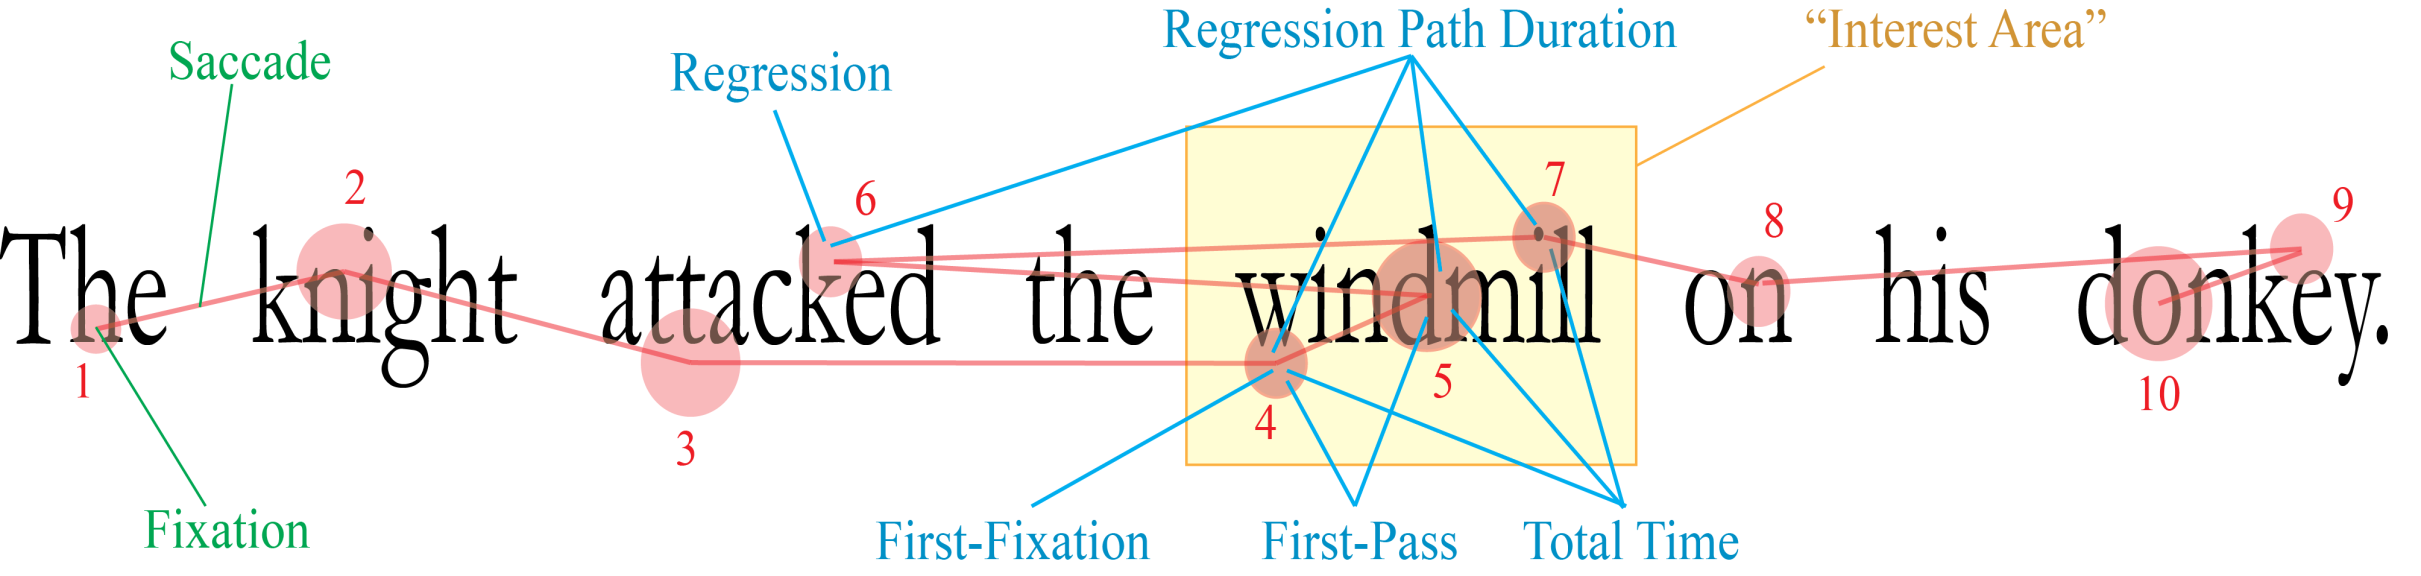 Regression Path Duration
“Interest Area”
Saccade
Regression
2
6
7
8
9
The knight attacked the windmill on his donkey.
1
3
4
5
10
Fixation
First-Fixation
First-Pass
Total Time